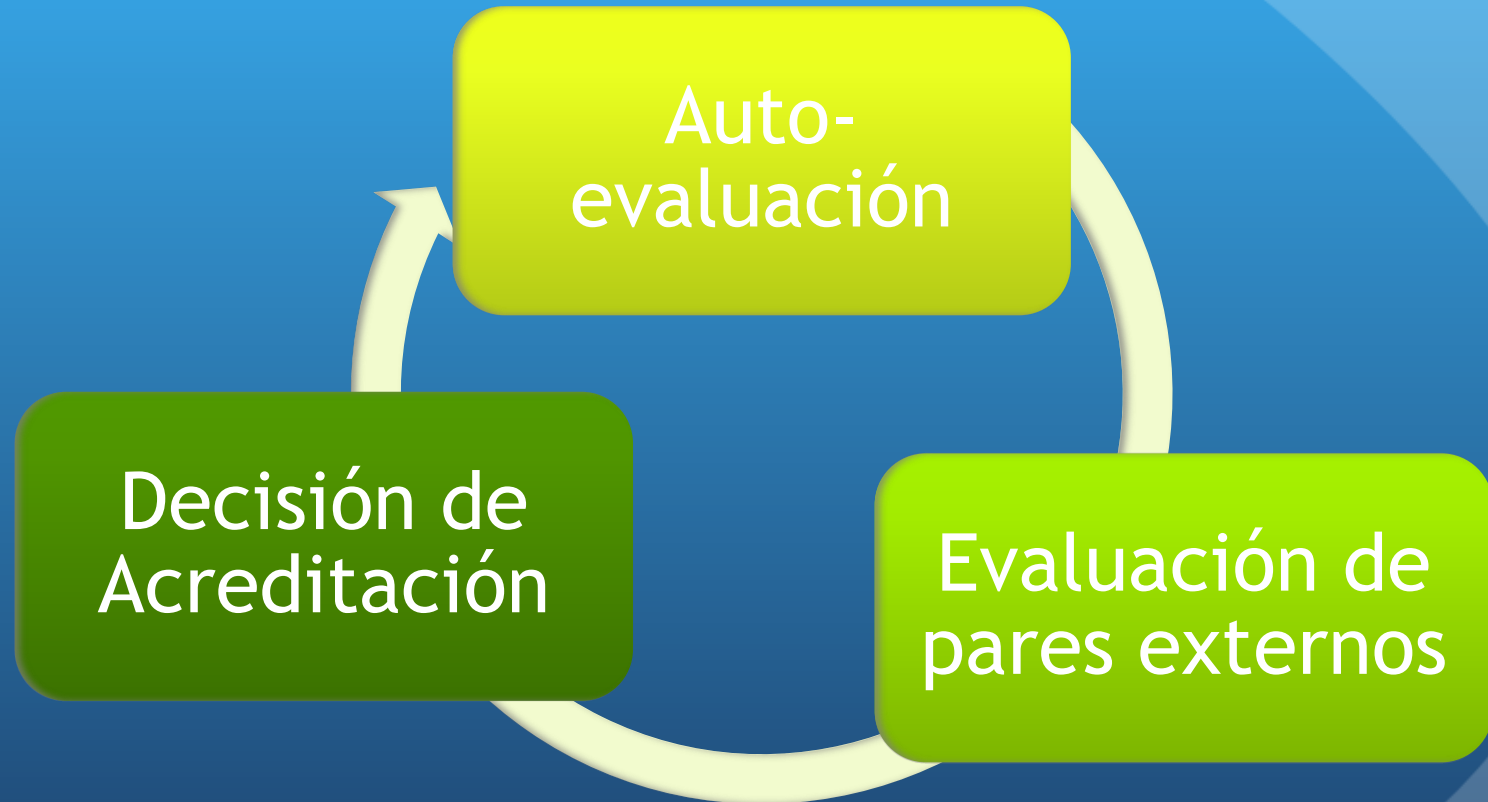 Auto-
evaluación
Decisión de
Acreditación
Evaluación de
pares externos